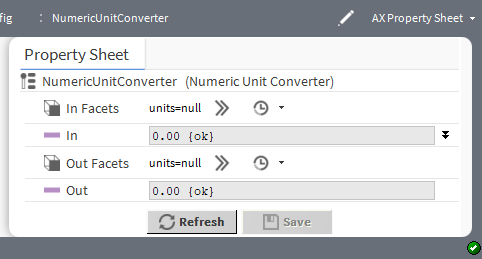 fig : NumericUnitConverter AX Property Sheet
Property Sheet
NumericUnitConverter (Numeric Unit Converter)
In Facets units=null
In 0.00 {ok}
Out Facets units=null
Out 0.00 {ok}
Refresh Save